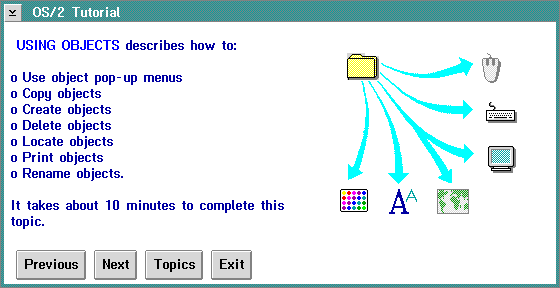 OS/2 Tutorial
USING OBJECTS describes how to:
o Use object pop-up menus
o Copy objects
o Create objects
o Delete objects
o Locate objects
o Print objects
o Rename objects.
It takes about 10 minutes to complete this
topic.
Previous Next Topics Exit